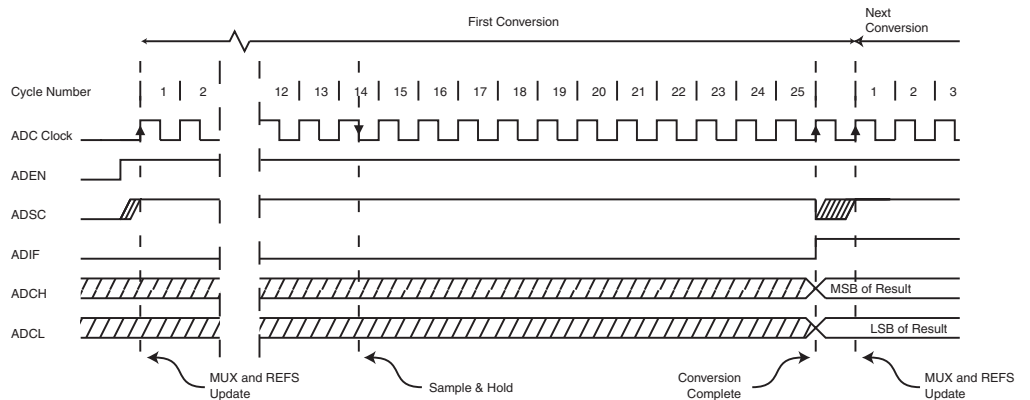 First Conversion
Next
Conversion
Cycle Number 1 2 12 13 14 15 16 17 18 19 20 21 22 23 24 25 1 2 3
ADC Clock
ADEN
ADSC
ADIF
ADCH MSB of Result
ADCL LSB of Result
MUX and REFS
Update
Sample & Hold
Conversion
Complete
MUX and REFS
Update